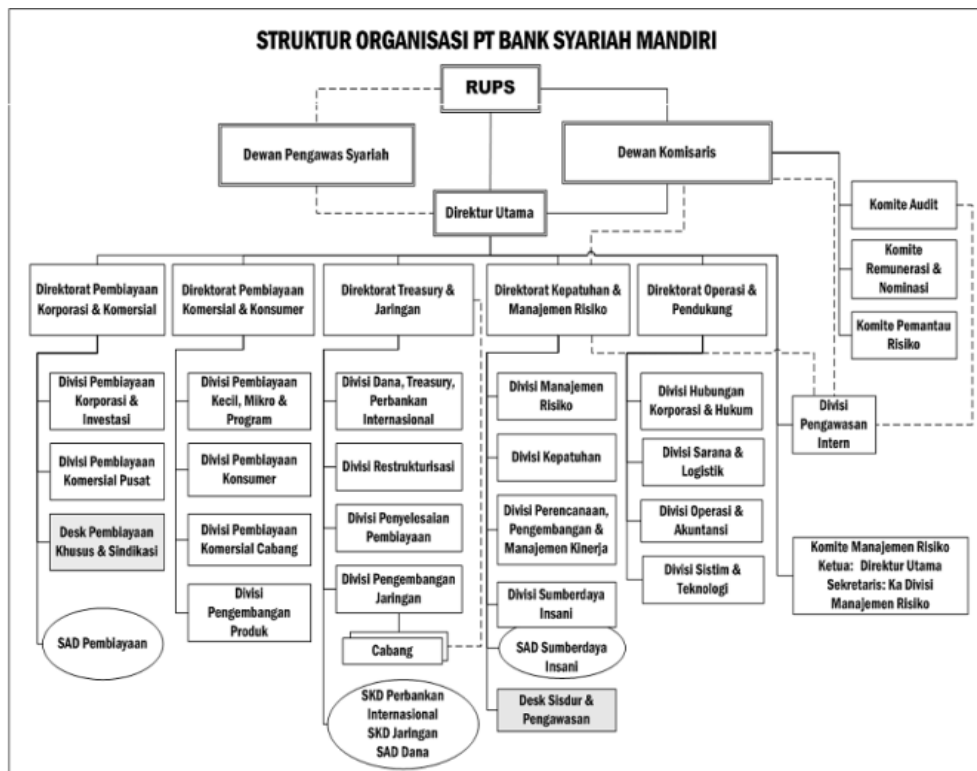 STRUKTUR ORGANISASI PT BANK SYARIAH MANDIRI
RUPS
Dewan Pengawas Syariah
Dewan Komisaris
Direktur Utama
Komite Audit
Komite
Remunerasi &
Nominasi
Komite Pemantau
Risiko
Direktorat Pembiayaan
Korporasi & Komersial
Direktorat Pembiayaan
Komersial & Konsumer
Direktorat Treasury &
Jaringan
Direktorat Kepatuhan &
Manajemen Risiko
Direktorat Operasi &
Pendukung
Divisi Pembiayaan
Korporasi &
Investasi
Divisi Pembiayaan
Komersial Pusat
Desk Pembiayaan
Khusus & Sindikasi
SAD Pembiayaan
Divisi Pembiayaan
Kecil, Mikro &
Program
Divisi Pembiayaan
Konsumer
Divisi Pembiayaan
Komersial Cabang
Divisi
Pengembangan
Produk
Divisi Dana, Treasury,
Perbankan
Internasional
Divisi Restrukturisasi
Divisi Penyelesaian
Pembiayaan
Divisi Pengembangan
Jaringan
Cabang
SKD Perbankan
Internasional
SKD Jaringan
SAD Dana
Divisi Manajemen
Risiko
Divisi Kepatuhan
Divisi Perencanaan,
Pengembangan &
Manajemen Kinerja
Divisi Sumberdaya
Insani
SAD Sumberdaya
Insani
Desk Sisdur &
Pengawasan
Divisi Hubungan
Korporasi & Hukum
Divisi Sarana &
Logistik
Divisi Operasi &
Akuntansi
Divisi Sistim &
Teknologi
Divisi
Pengawasan
Intern
Komite Manajemen Risiko
Ketua: Direktur Utama
Sekretaris: Ka Divisi
Manajemen Risiko